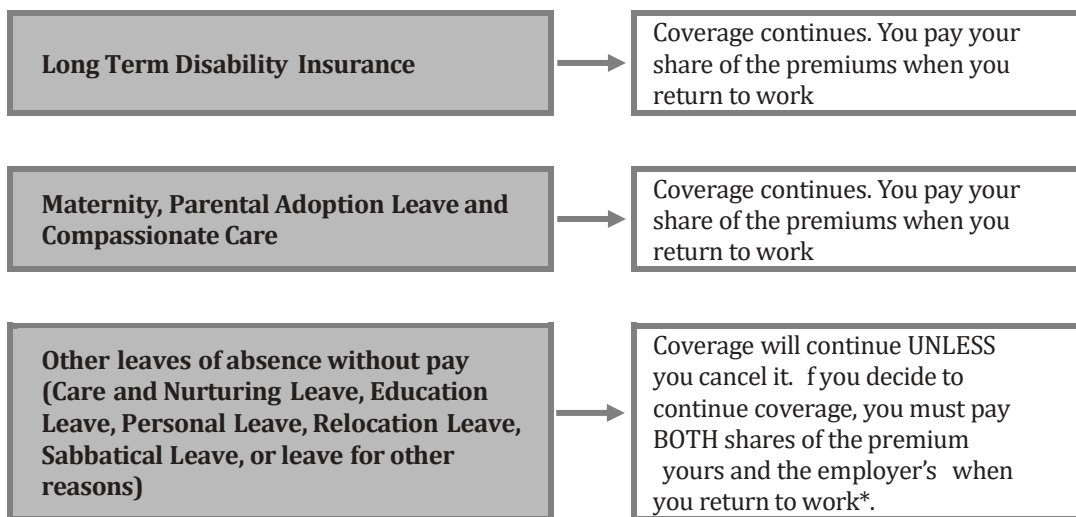 Long Term Disability Insurance
Coverage continues. You pay your
share of the premiums when you
return to work
Maternity, Parental Adoption Leave and
Compassionate Care
Coverage continues. You pay your
share of the premiums when you
return to work
Other leaves of absence without pay
(Care and Nurturing Leave, Education
Leave, Personal Leave, Relocation Leave,
Sabbatical Leave, or leave for other
reasons)
Coverage will continue UNLESS
you cancel it. f you decide to
continue coverage, you must pay
BOTH shares of the premium
yours and the employer’s when
you return to work*.